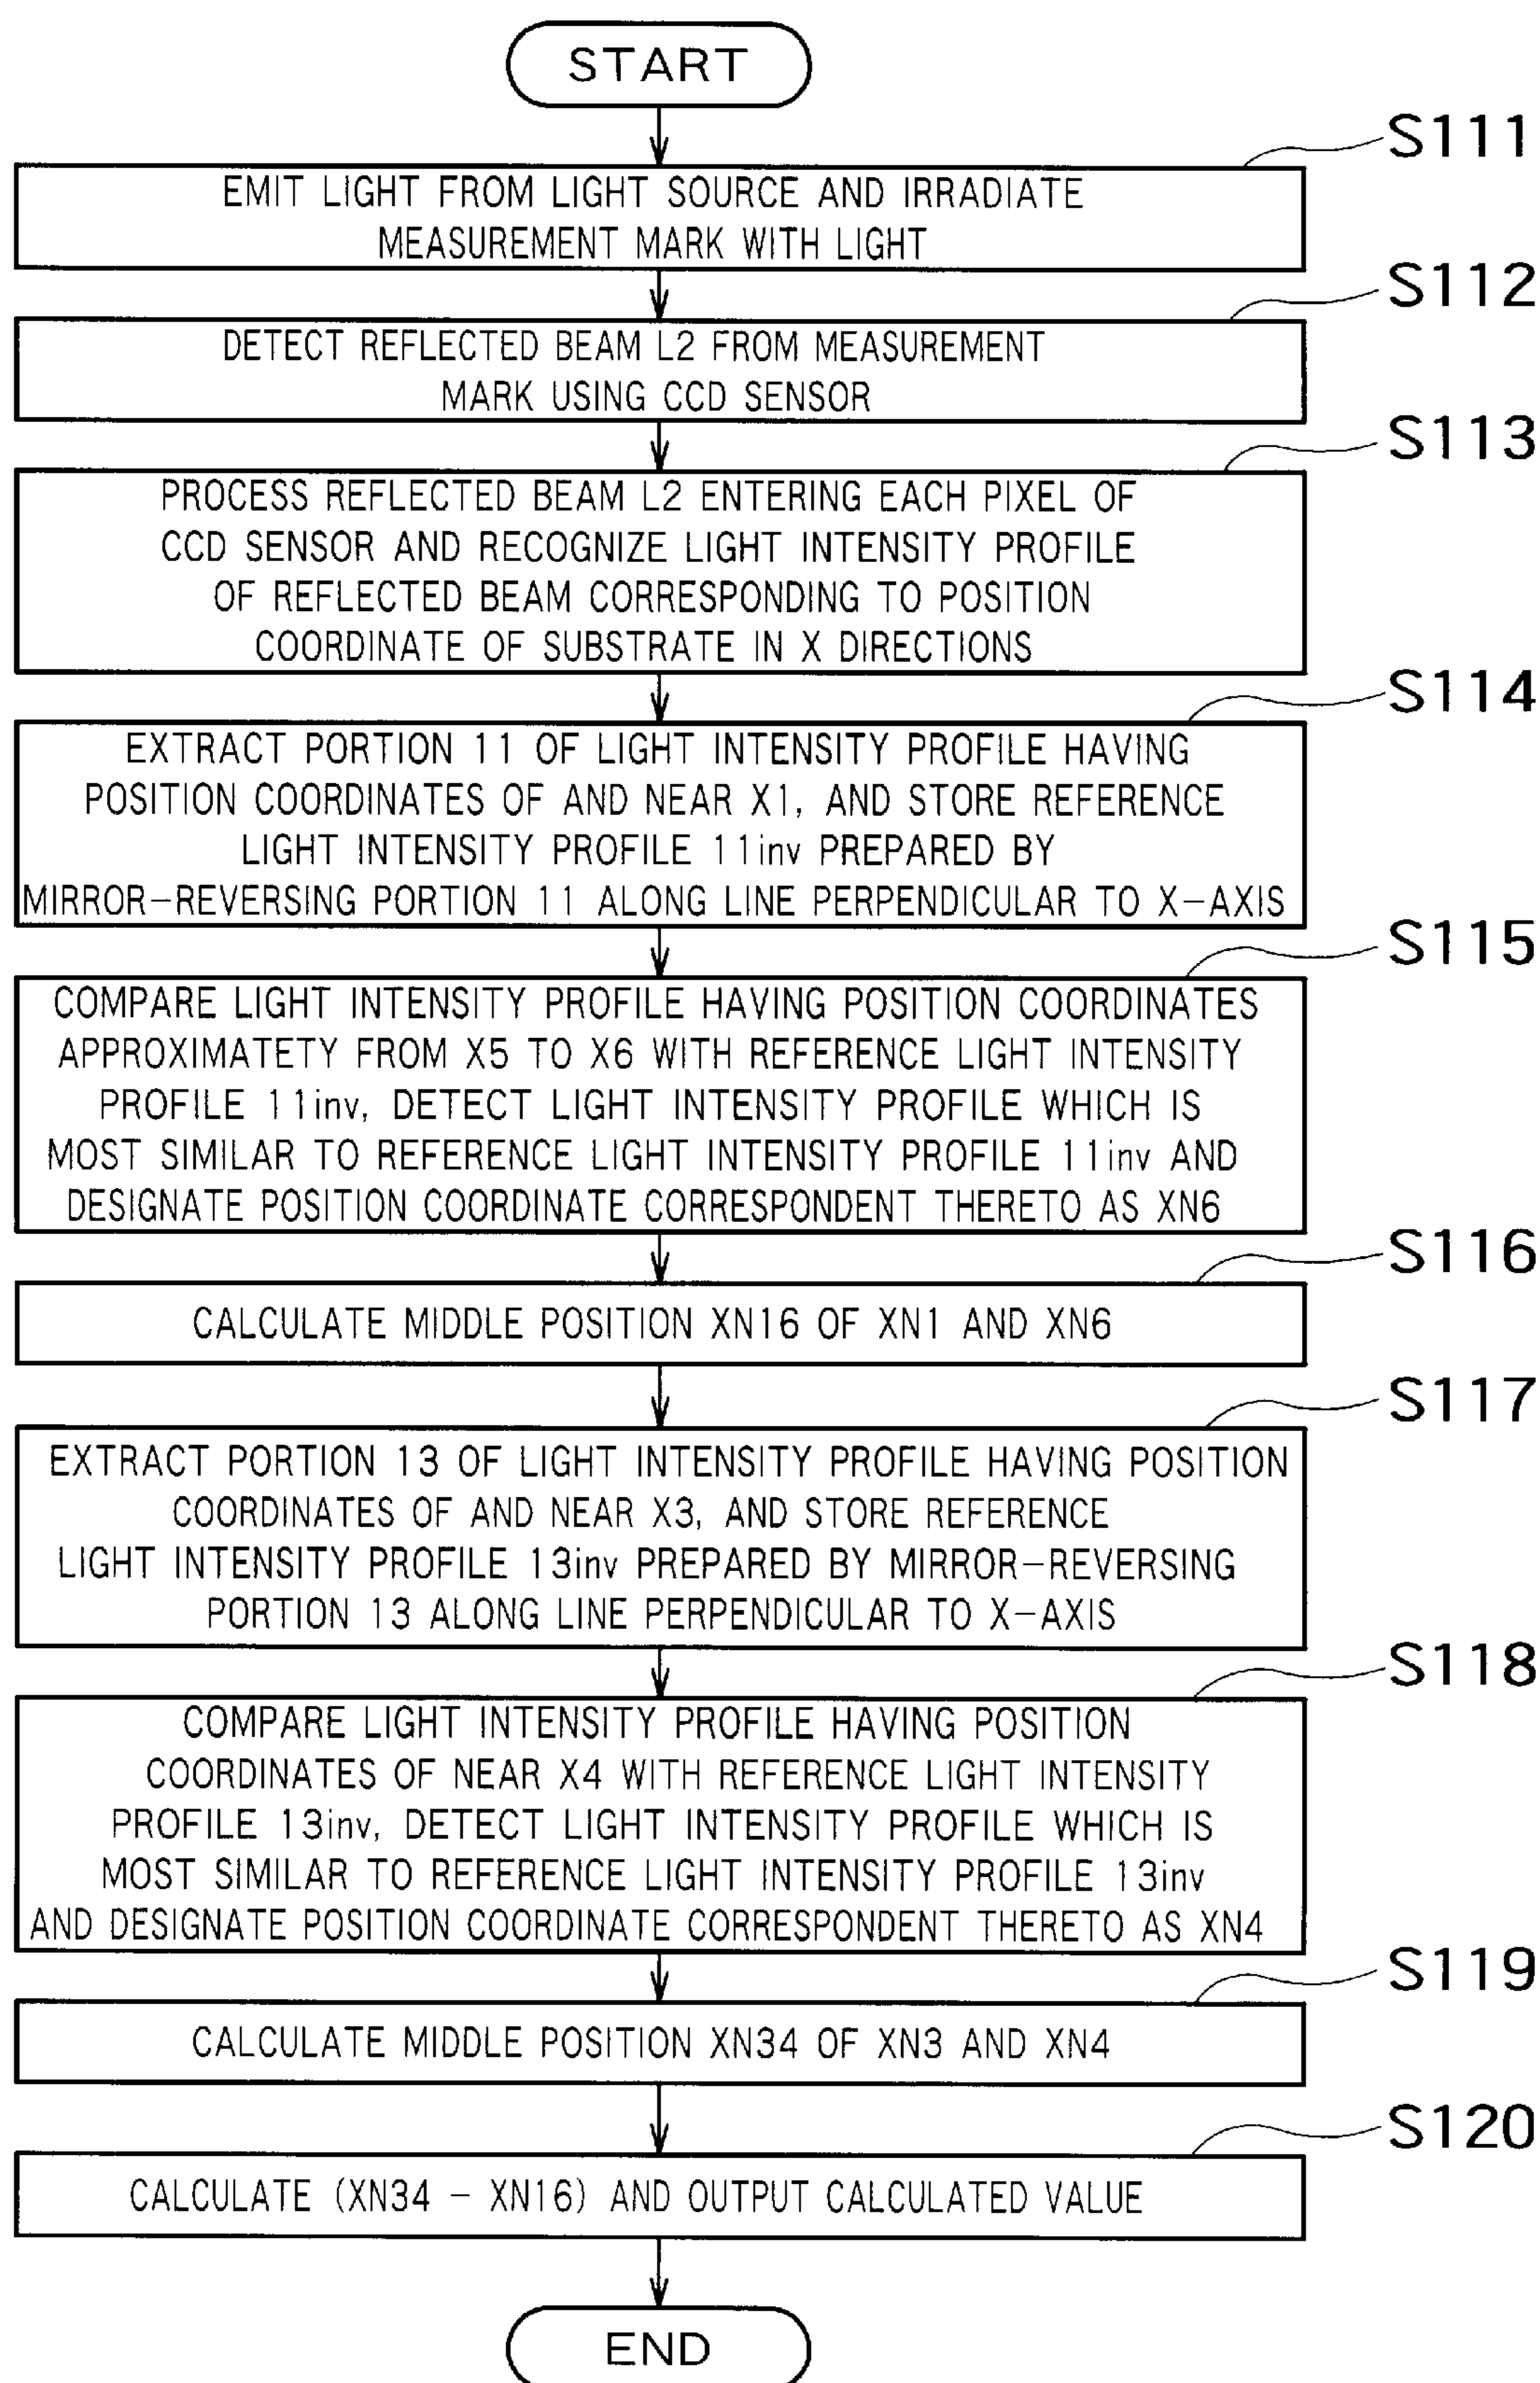 START
S111
EMIT LIGHT FROM LIGHT SOURCE AND IRRADIATE
MEASUREMENT MARK WITH LIGHT
S112
DETECT REFLECTED BEAM L2 FROM MEASUREMENT
MARK USING CCD SENSOR
S113
PROCESS REFLECTED BEAM L2 ENTERING EACH PIXEL OF
CCD SENSOR AND RECOGNIZE LIGHT INTENSITY PROFILE
OF REFLECTED BEAM CORRESPONDING TO POSITION
COORDINATE OF SUBSTRATE IN X DIRECTIONS
S114
EXTRACT PORTION 11 OF LIGHT INTENSITY PROFILE HAVING
POSITION COORDINATES OF AND NEAR X1, AND STORE REFERENCE
LIGHT INTENSITY PROFILE 11inv PREPARED BY
MIRROR-REVERSING PORTION 11 ALONG LINE PERPENDICULAR TO X-AXIS
S115
COMPARE LIGHT INTENSITY PROFILE HAVING POSITION COORDINATES
APPROXIMATETY FROM X5 TO X6 WITH REFERENCE LIGHT INTENSITY
PROFILE 11inv, DETECT LIGHT INTENSITY PROFILE WHICH IS
MOST SIMILAR TO REFERENCE LIGHT INTENSITY PROFILE 11inv AND
DESIGNATE POSITION COORDINATE CORRESPONDENT THERETO AS XN6
S116
CALCULATE MIDDLE POSITION XN16 OF XN1 AND XN6
S117
EXTRACT PORTION 13 OF LIGHT INTENSITY PROFILE HAVING POSITION
COORDINATES OF AND NEAR X3, AND STORE REFERENCE
LIGHT INTENSITY PROFILE 13inv PREPARED BY MIRROR-REVERSING
PORTION 13 ALONG LINE PERPENDICULAR TO X-AXIS
S118
COMPARE LIGHT INTENSITY PROFILE HAVING POSITION
COORDINATES OF NEAR X4 WITH REFERENCE LIGHT INTENSITY
PROFILE 13inv, DETECT LIGHT INTENSITY PROFILE WHICH IS
MOST SIMILAR TO REFERENCE LIGHT INTENSITY PROFILE 13inv
AND DESIGNATE POSITION COORDINATE CORRESPONDENT THERETO AS XN4
S119
CALCULATE MIDDLE POSITION XN34 OF XN3 AND XN4
S120
CALCULATE (XN34 - XN16) AND OUTPUT CALCULATED VALUE
END